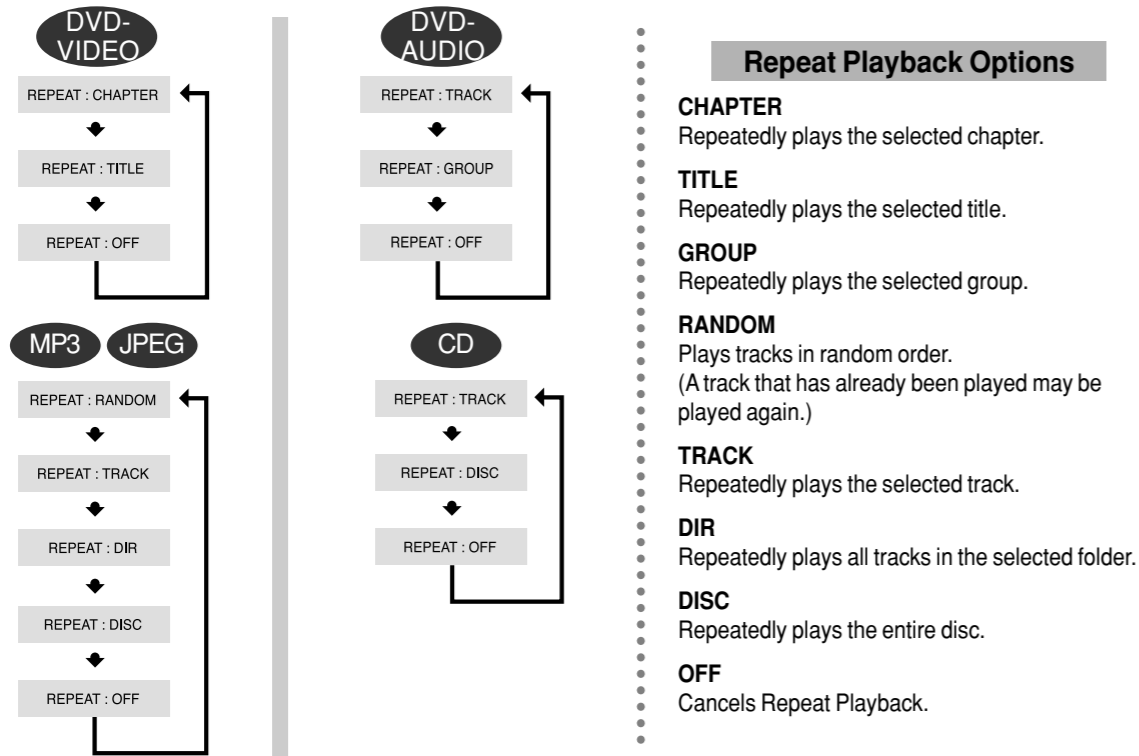 DVD-
VIDEO
REPEAT : CHAPTER
REPEAT : TITLE
REPEAT : OFF
MP3
JPEG
REPEAT : RANDOM
REPEAT : TRACK
REPEAT : DIR
REPEAT : DISC
REPEAT : OFF
DVD-
AUDIO
REPEAT : TRACK
REPEAT : GROUP
REPEAT : OFF
CD
REPEAT : TRACK
REPEAT : DISC
REPEAT : OFF
Repeat Playback Options
CHAPTER
Repeatedly plays the selected chapter.
TITLE
Repeatedly plays the selected title.
GROUP
Repeatedly plays the selected group.
RANDOM
Plays tracks in random order.
(A track that has already been played may be
played again.)
TRACK
Repeatedly plays the selected track.
DIR
Repeatedly plays all tracks in the selected folder.
DISC
Repeatedly plays the entire disc.
OFF
Cancels Repeat Playback.